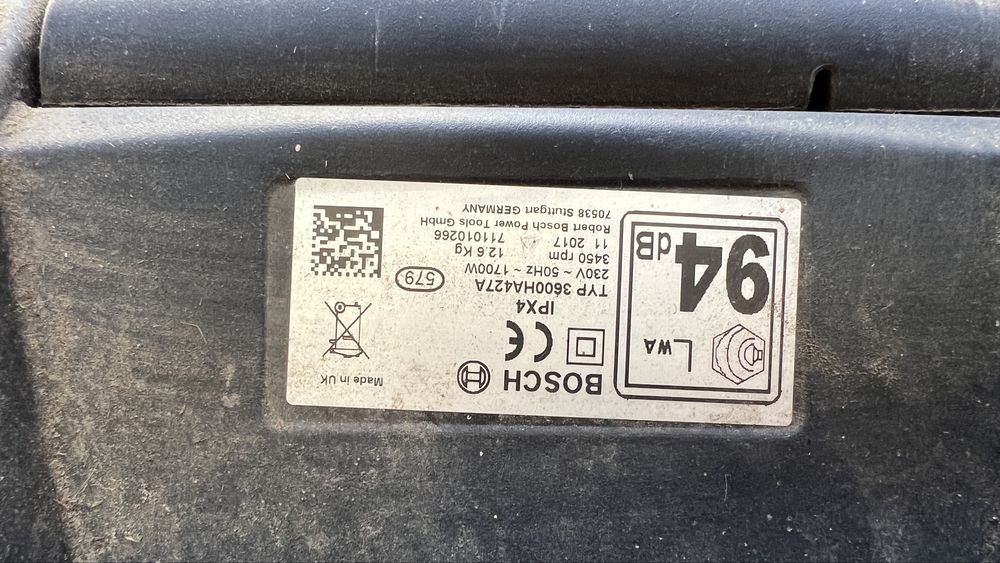 BOSCH
Made in UK
IPX4
TYP 3600HA427A
579
230V ~ 50Hz ~ 1700W
3450 rpm 12.6 Kg
11 2017 711010266
Robert Bosch Power Tools GmbH
70538 Stuttgart GERMANY
LWA
94
dB